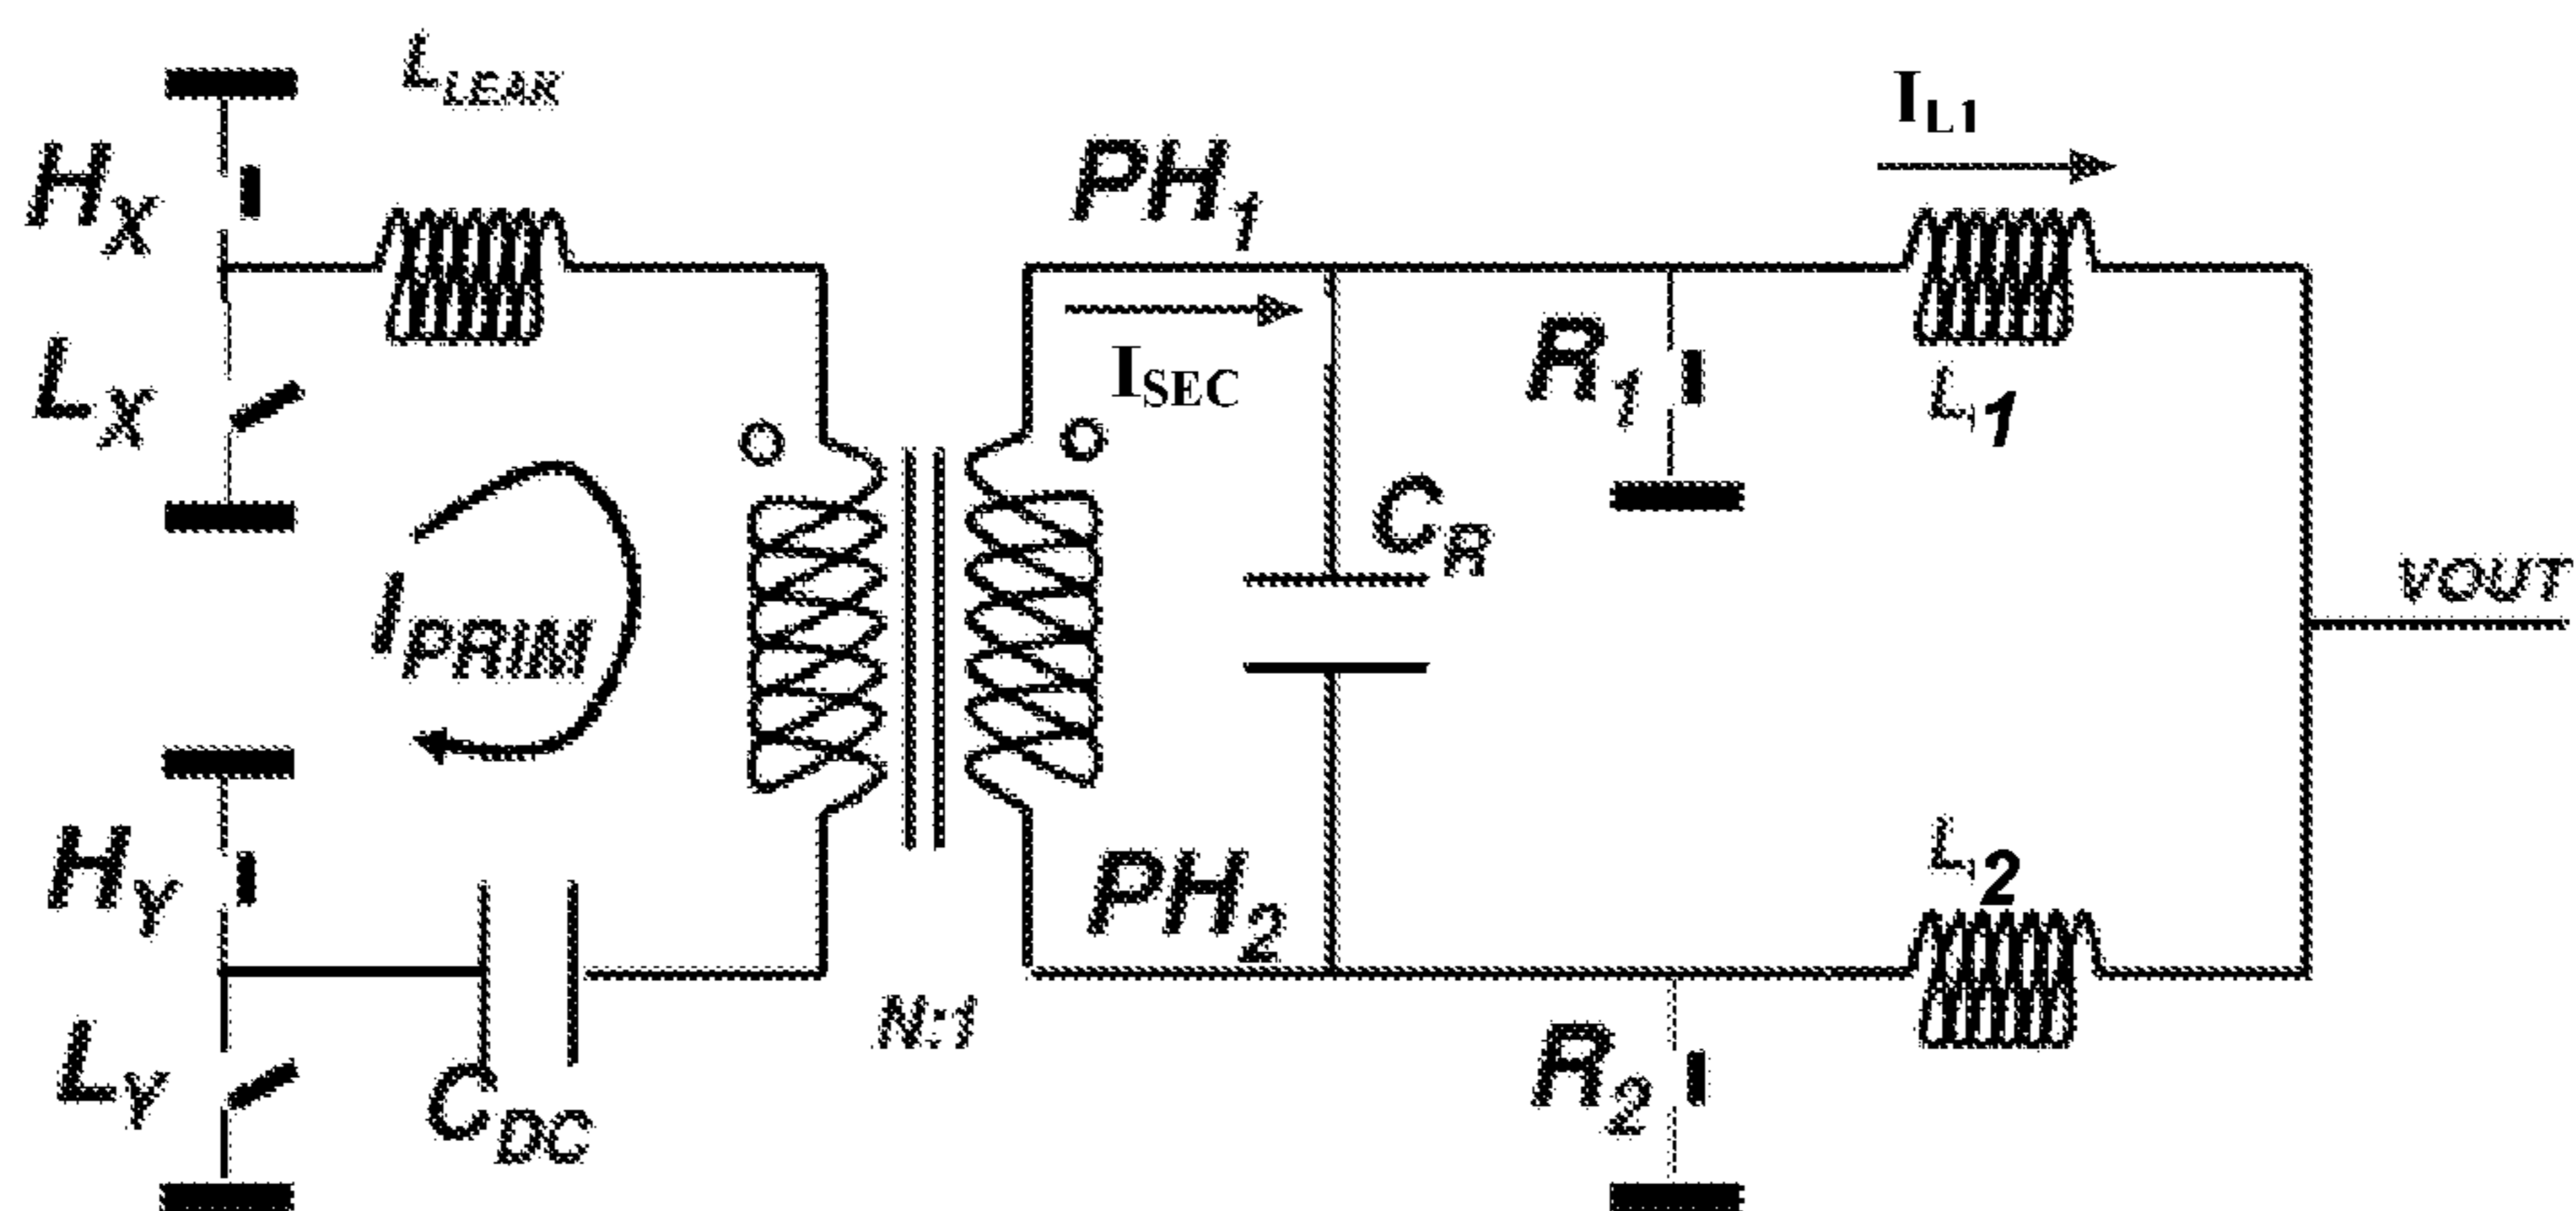 L_LEAK
I_L1
H_X
PH_1
L_X
I_SEC
R_1
L_1
C_R
I_PRIM
VOUT
H_Y
PH_2
L_2
N:1
L_Y
C_DC
R_2